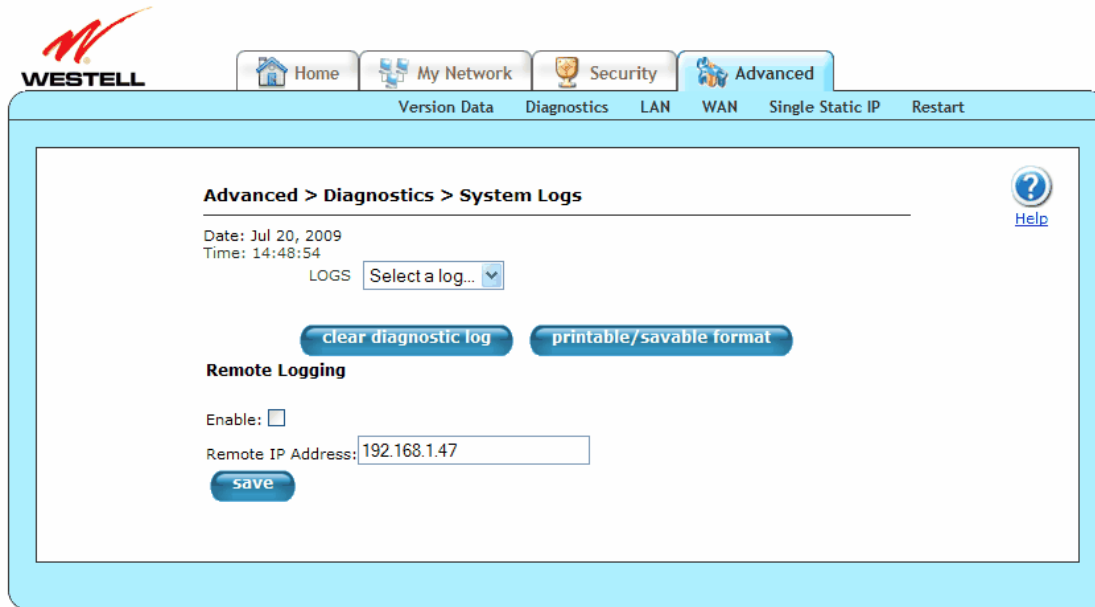 WESTELL
Home My Network Security Advanced
Version Data Diagnostics LAN WAN Single Static IP Restart
Advanced > Diagnostics > System Logs
Help
Date: Jul 20, 2009
Time: 14:48:54
LOGS Select a log...
clear diagnostic log printable/savable format
Remote Logging
Enable:
Remote IP Address: 192.168.1.47
save